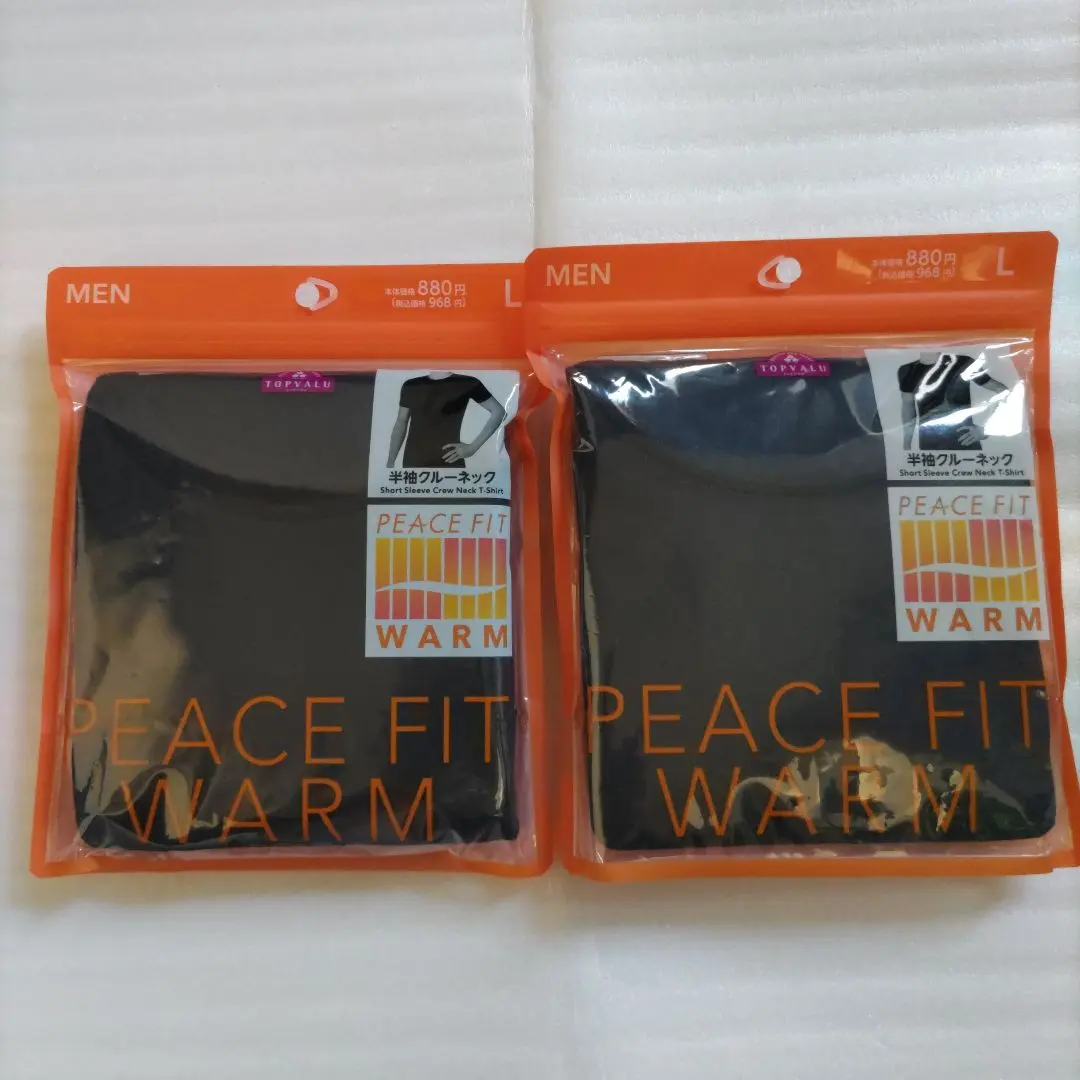 MEN
本体価格 880円
(税込価格 968 円)
L
TOPVALU
半袖クルーネック
Short Sleeve Crew Neck T-Shirt
PEACE FIT
WARM
PEACE FIT
WARM
MEN
本体価格 880円
(税込価格 968 円)
L
TOPVALU
半袖クルーネック
Short Sleeve Crew Neck T-Shirt
PEACE FIT
WARM
PEACE FIT
WARM